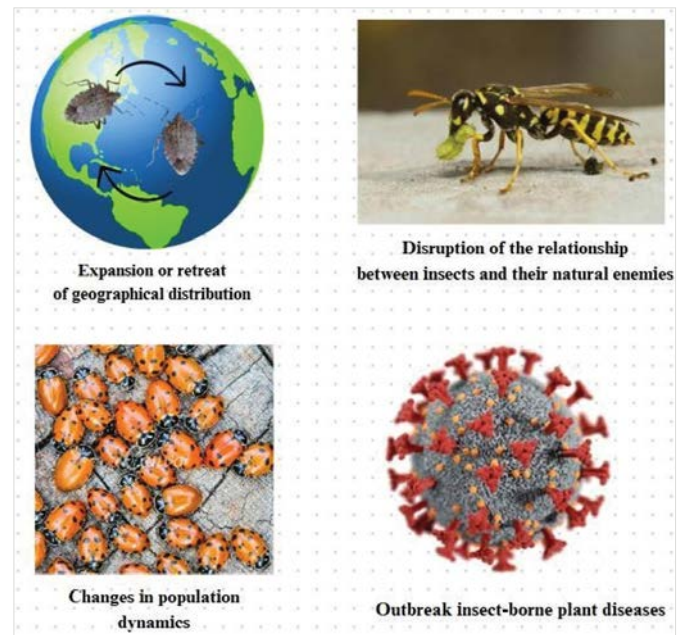 Expansion or retreat
of geographical distribution
Disruption of the relationship
between insects and their natural enemies
Changes in population
dynamics
Outbreak insect-borne plant diseases